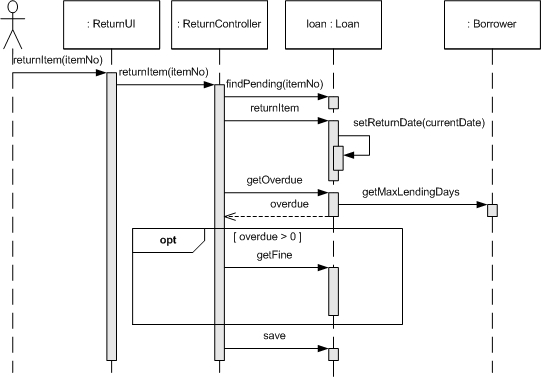 : ReturnUI
: ReturnController
loan : Loan
: Borrower
returnItem(itemNo)
returnItem(itemNo)
findPending(itemNo)
returnItem
setReturnDate(currentDate)
getOverdue
getMaxLendingDays
overdue
opt
[ overdue > 0 ]
getFine
save